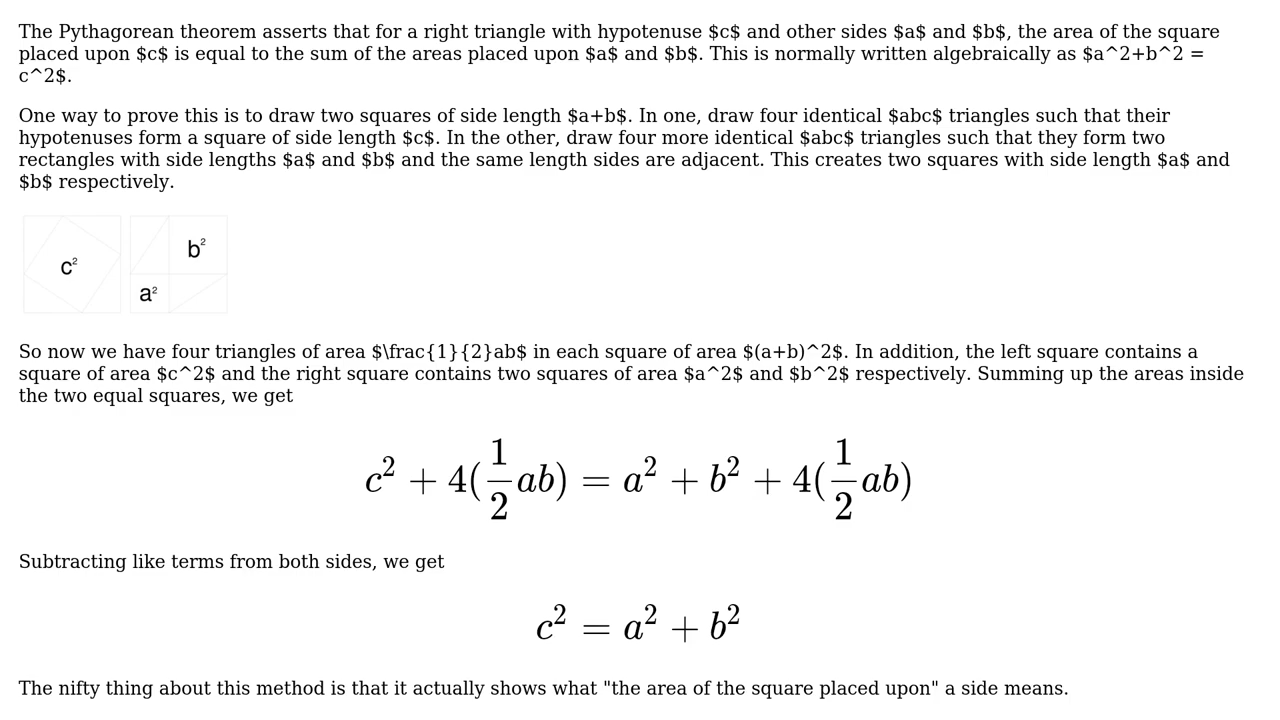 The Pythagorean theorem asserts that for a right triangle with hypotenuse $c$ and other sides $a$ and $b$, the area of the square
placed upon $c$ is equal to the sum of the areas placed upon $a$ and $b$. This is normally written algebraically as $a^2+b^2 =
c^2$.
One way to prove this is to draw two squares of side length $a+b$. In one, draw four identical $abc$ triangles such that their
hypotenuses form a square of side length $c$. In the other, draw four more identical $abc$ triangles such that they form two
rectangles with side lengths $a$ and $b$ and the same length sides are adjacent. This creates two squares with side length $a$ and
$b$ respectively.
c²
b²
a²
So now we have four triangles of area $\frac{1}{2}ab$ in each square of area $(a+b)^2$. In addition, the left square contains a
square of area $c^2$ and the right square contains two squares of area $a^2$ and $b^2$ respectively. Summing up the areas inside
the two equal squares, we get
c² + 4(1/2 ab) = a² + b² + 4(1/2 ab)
Subtracting like terms from both sides, we get
c² = a² + b²
The nifty thing about this method is that it actually shows what "the area of the square placed upon" a side means.